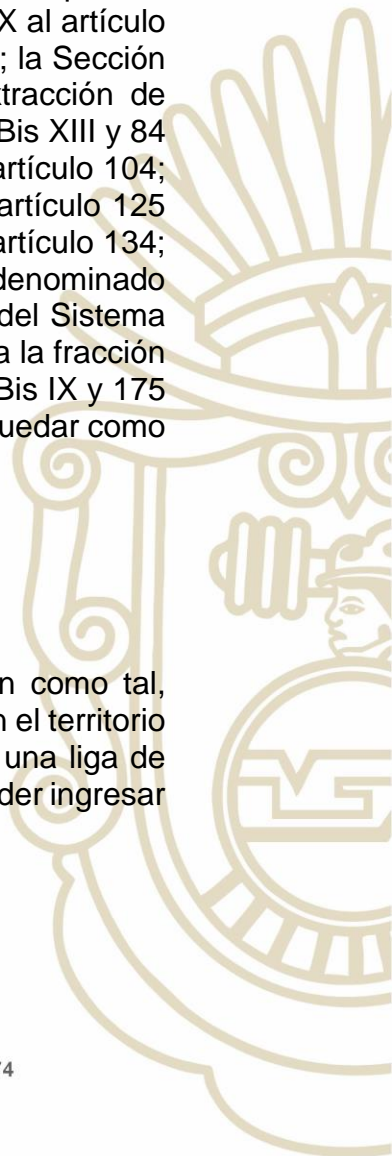 X al artículo
; la Sección
tracción de
Bis XIII y 84
artículo 104;
artículo 125
artículo 134;
denominado
del Sistema
a la fracción
Bis IX y 175
uedar como
n como tal,
n el territorio
una liga de
der ingresar
4